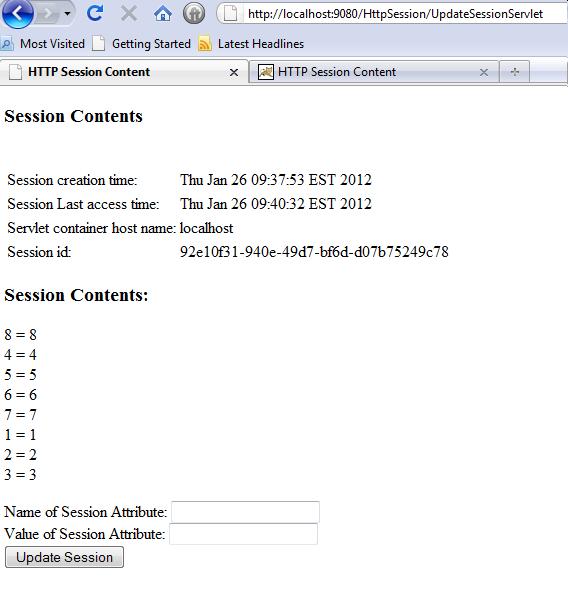 http://localhost:9080/HttpSession/UpdateSessionServlet
Most Visited Getting Started Latest Headlines
HTTP Session Content HTTP Session Content
Session Contents
Session creation time: Thu Jan 26 09:37:53 EST 2012
Session Last access time: Thu Jan 26 09:40:32 EST 2012
Servlet container host name: localhost
Session id: 92e10f31-940e-49d7-bf6d-d07b75249c78
Session Contents:
8 = 8
4 = 4
5 = 5
6 = 6
7 = 7
1 = 1
2 = 2
3 = 3
Name of Session Attribute:
Value of Session Attribute:
Update Session